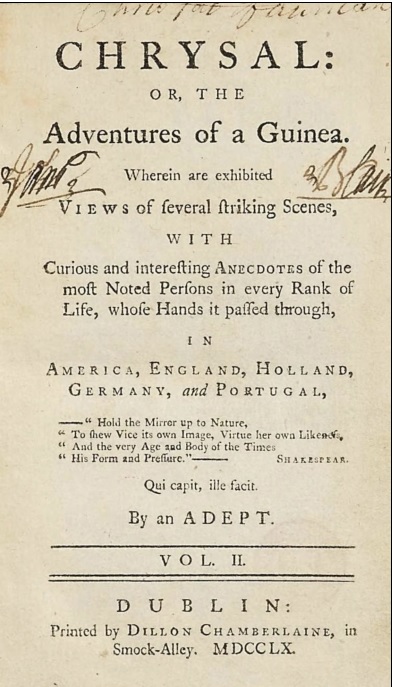 CHRYSAL:
OR, THE
Adventures of a Guinea.
Wherein are exhibited
VIEWS of ſeveral ſtriking Scenes,
WITH
Curious and intereſting ANECDOTES of the
moſt Noted Perſons in every Rank of
Life, whoſe Hands it paſſed through,
IN
AMERICA, ENGLAND, HOLLAND,
GERMANY, and PORTUGAL,
——“ Hold the Mirror up to Nature,
“ To ſhew Vice its own Image, Virtue her own Likeneſs,
“ And the very Age and Body of the Times
“ His Form and Preſſure.”—— SHAKESPEAR.
Qui capit, ille facit.
By an ADEPT.
VOL. II.
DUBLIN:
Printed by DILLON CHAMBERLAINE, in
Smock-Alley. MDCCLX.